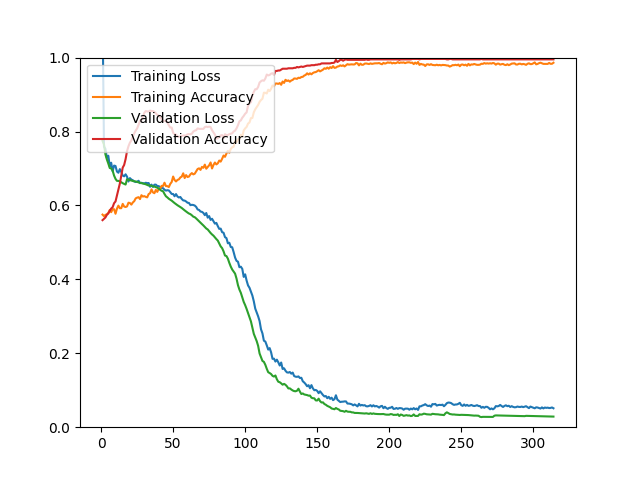 Training Loss
Training Accuracy
Validation Loss
Validation Accuracy
1.0
0.8
0.6
0.4
0.2
0.0
0 50 100 150 200 250 300